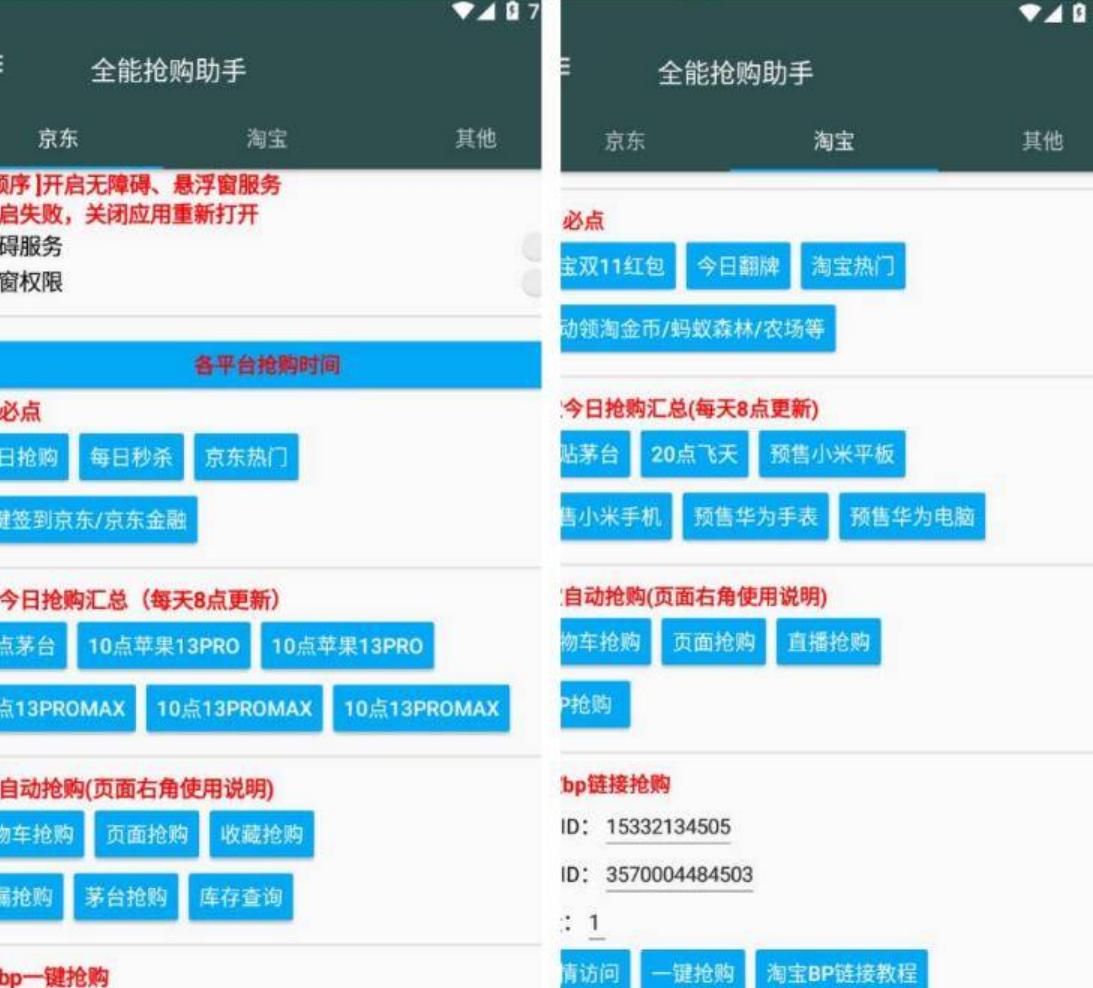 7
全能抢购助手
京东 淘宝 其他
序]开启无障碍、悬浮窗服务
启失败，关闭应用重新打开
碍服务
窗权限
各平台抢购时间
必点
日抢购 每日秒杀 京东热门
签到京东/京东金融
今日抢购汇总（每天8点更新）
点茅台 10点苹果13PRO 10点苹果13PRO
点13PROMAX 10点13PROMAX 10点13PROMAX
自动抢购(页面右角使用说明)
车抢购 页面抢购 收藏抢购
漏抢购 茅台抢购 库存查询
bp一键抢购
全能抢购助手
京东 淘宝 其他
必点
宝双11红包 今日翻牌 淘宝热门
动领淘金币/蚂蚁森林/农场等
今日抢购汇总(每天8点更新)
贴茅台 20点飞天 预售小米平板
售小米手机 预售华为手表 预售华为电脑
自动抢购(页面右角使用说明)
物车抢购 页面抢购 直播抢购
P抢购
bp链接抢购
ID： 15332134505
ID： 3570004484503
： 1
情访问 一键抢购 淘宝BP链接教程